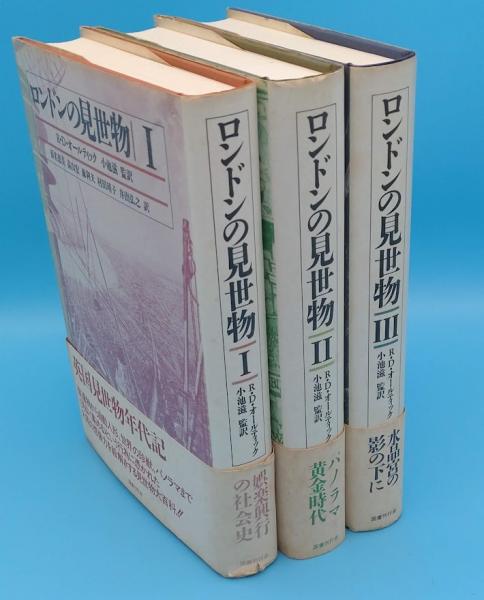 ロンドンの見世物 I
R・D・オールティック 小池滋 監訳
英国見世物年代記
ロンドンの見世物 I
R・D・オールティック
小池滋 監訳
娯楽興行
の社会史
ロンドンの見世物 II
R・D・オールティック
小池滋 監訳
パノラマ
黄金時代
国書刊行会
ロンドンの見世物 III
R・D・オールティック
小池滋 監訳
水晶宮の
影の下に
国書刊行会